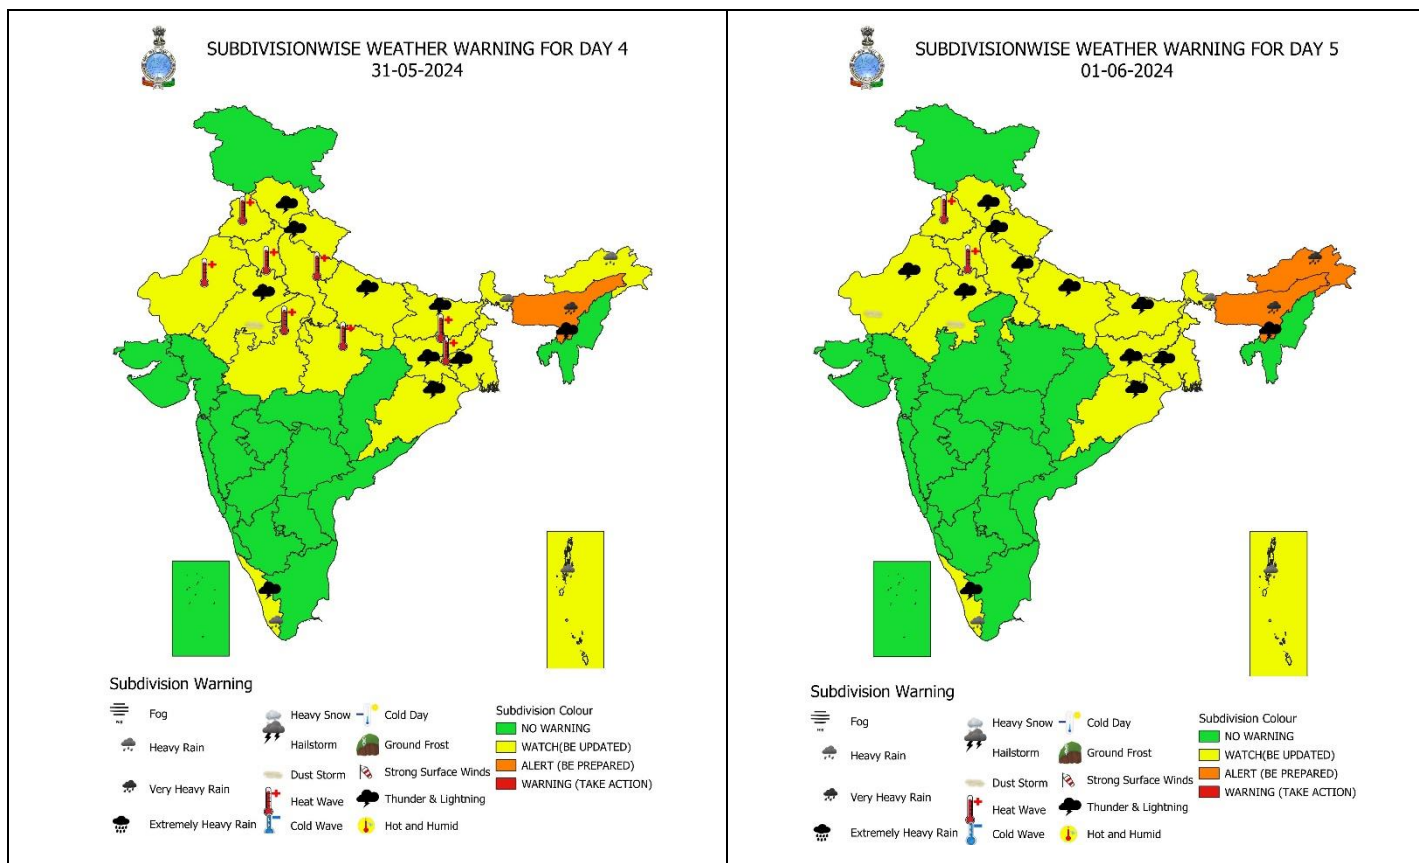 SUBDIVISIONWISE WEATHER WARNING FOR DAY 4
31-05-2024
Subdivision Warning
Fog
Heavy Rain
Very Heavy Rain
Extremely Heavy Rain
Heavy Snow
Hailstorm
Dust Storm
Heat Wave
Cold Wave
Cold Day
Ground Frost
Strong Surface Winds
Thunder & Lightning
Hot and Humid
Subdivision Colour
NO WARNING
WATCH(BE UPDATED)
ALERT (BE PREPARED)
WARNING (TAKE ACTION)
SUBDIVISIONWISE WEATHER WARNING FOR DAY 5
01-06-2024
Subdivision Warning
Fog
Heavy Rain
Very Heavy Rain
Extremely Heavy Rain
Heavy Snow
Hailstorm
Dust Storm
Heat Wave
Cold Wave
Cold Day
Ground Frost
Strong Surface Winds
Thunder & Lightning
Hot and Humid
Subdivision Colour
NO WARNING
WATCH(BE UPDATED)
ALERT (BE PREPARED)
WARNING (TAKE ACTION)